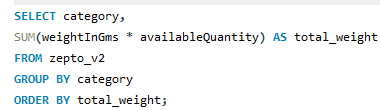 SELECT category,
SUM(weightInGms * availableQuantity) AS total_weight
FROM zepto_v2
GROUP BY category
ORDER BY total_weight;